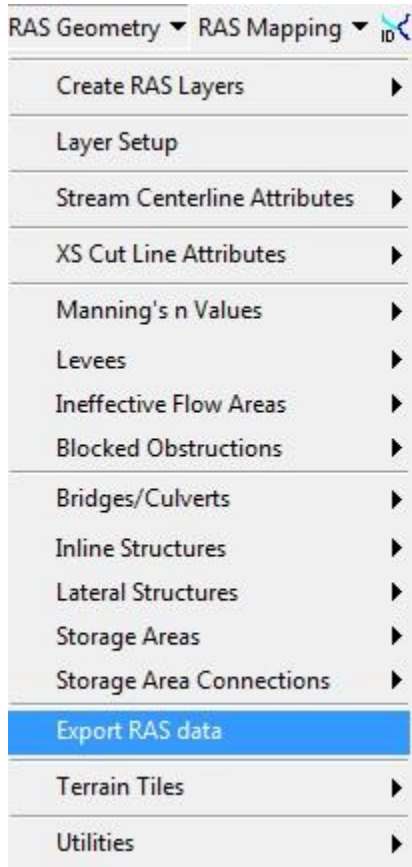 RAS Geometry ▼ RAS Mapping ▼ ID
Create RAS Layers
Layer Setup
Stream Centerline Attributes
XS Cut Line Attributes
Manning's n Values
Levees
Ineffective Flow Areas
Blocked Obstructions
Bridges/Culverts
Inline Structures
Lateral Structures
Storage Areas
Storage Area Connections
Export RAS data
Terrain Tiles
Utilities